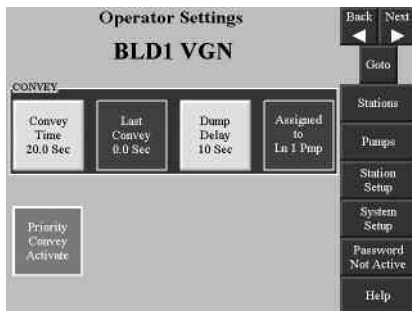 Operator Settings
BLD1 VGN
Back Next
Goto
CONVEY
Convey
Time
20.0 Sec
Last
Convey
0.0 Sec
Dump
Delay
10 Sec
Assigned
to
Ln 1 Pmp
Stations
Pumps
Station
Setup
System
Setup
Password
Not Active
Help
Priority
Convey
Activate